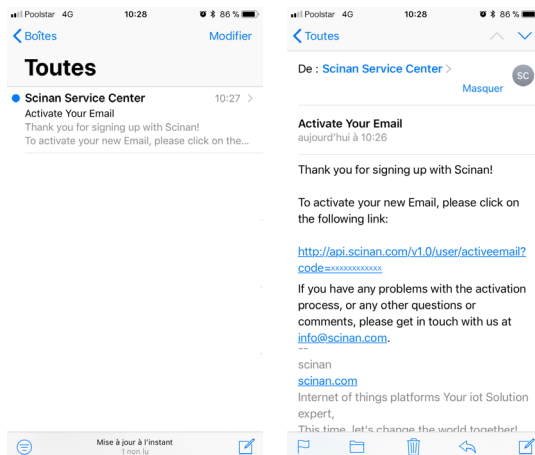 Poolstar 4G 10:28 86 %
Boîtes Modifier
Toutes
Scinan Service Center 10:27
Activate Your Email
Thank you for signing up with Scinan!
To activate your new Email, please click on the...
Mise à jour à l'instant
1 non lu
Poolstar 4G 10:28 86 %
Toutes
De : Scinan Service Center
SC
Masquer
Activate Your Email
aujourd'hui à 10:26
Thank you for signing up with Scinan!
To activate your new Email, please click on
the following link:
http://api.scinan.com/v1.0/user/activeemail?
code=xxxxxxxxxxxx
If you have any problems with the activation
process, or any other questions or
comments, please get in touch with us at
info@scinan.com.
--
scinan
scinan.com
Internet of things platforms Your iot Solution
expert,
This time, let's change the world together!